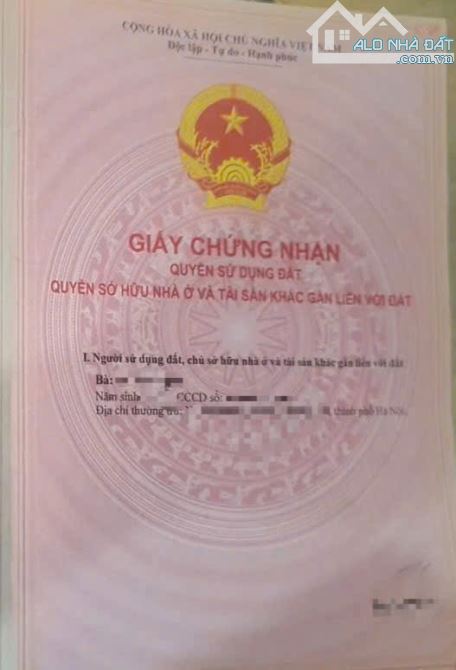 CỘNG HÒA XÃ HỘI CHỦ NGHĨA VIỆT NAM
Độc lập - Tự do - Hạnh phúc
ALO NHÀ ĐẤT
.com.vn
GIẤY CHỨNG NHẬN
QUYỀN SỬ DỤNG ĐẤT
QUYỀN SỞ HỮU NHÀ Ở VÀ TÀI SẢN KHÁC GẮN LIỀN VỚI ĐẤT
I. Người sử dụng đất, chủ sở hữu nhà ở và tài sản khác gắn liền với đất
Bà:
Năm sinh CCCD số:
Địa chỉ thường trú: thành phố Hà Nội.